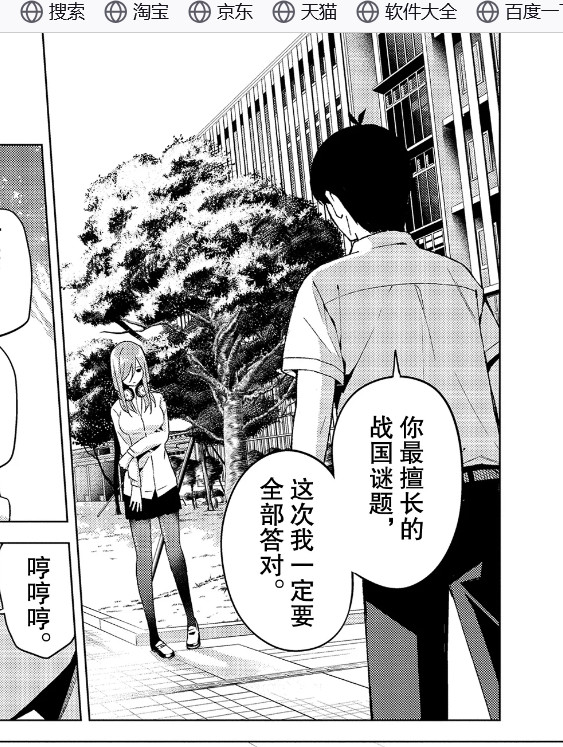 搜索 淘宝 京东 天猫 软件大全 百度一
你最擅长的
战国谜题，
这次我一定要
全部答对。
哼哼哼。